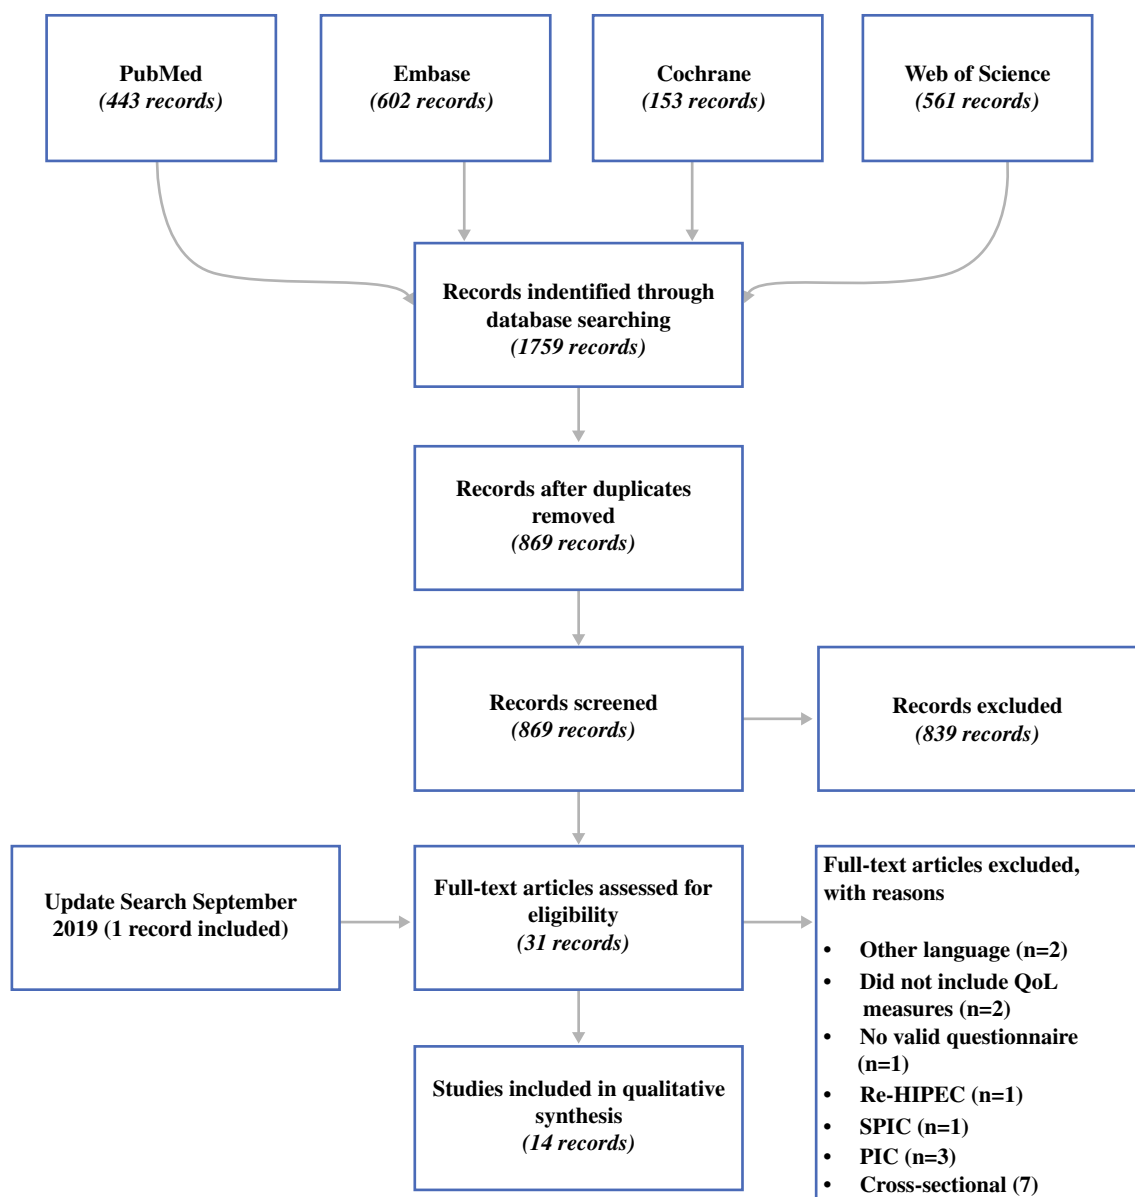 PubMed
(443 records)
Embase
(602 records)
Cochrane
(153 records)
Web of Science
(561 records)
Records indentified through
database searching
(1759 records)
Records after duplicates
removed
(869 records)
Records screened
(869 records)
Records excluded
(839 records)
Update Search September
2019 (1 record included)
Full-text articles assessed for
eligibility
(31 records)
Full-text articles excluded,
with reasons
• Other language (n=2)
• Did not include QoL
measures (n=2)
• No valid questionnaire
(n=1)
• Re-HIPEC (n=1)
• SPIC (n=1)
• PIC (n=3)
• Cross-sectional (7)
Studies included in qualitative
synthesis
(14 records)